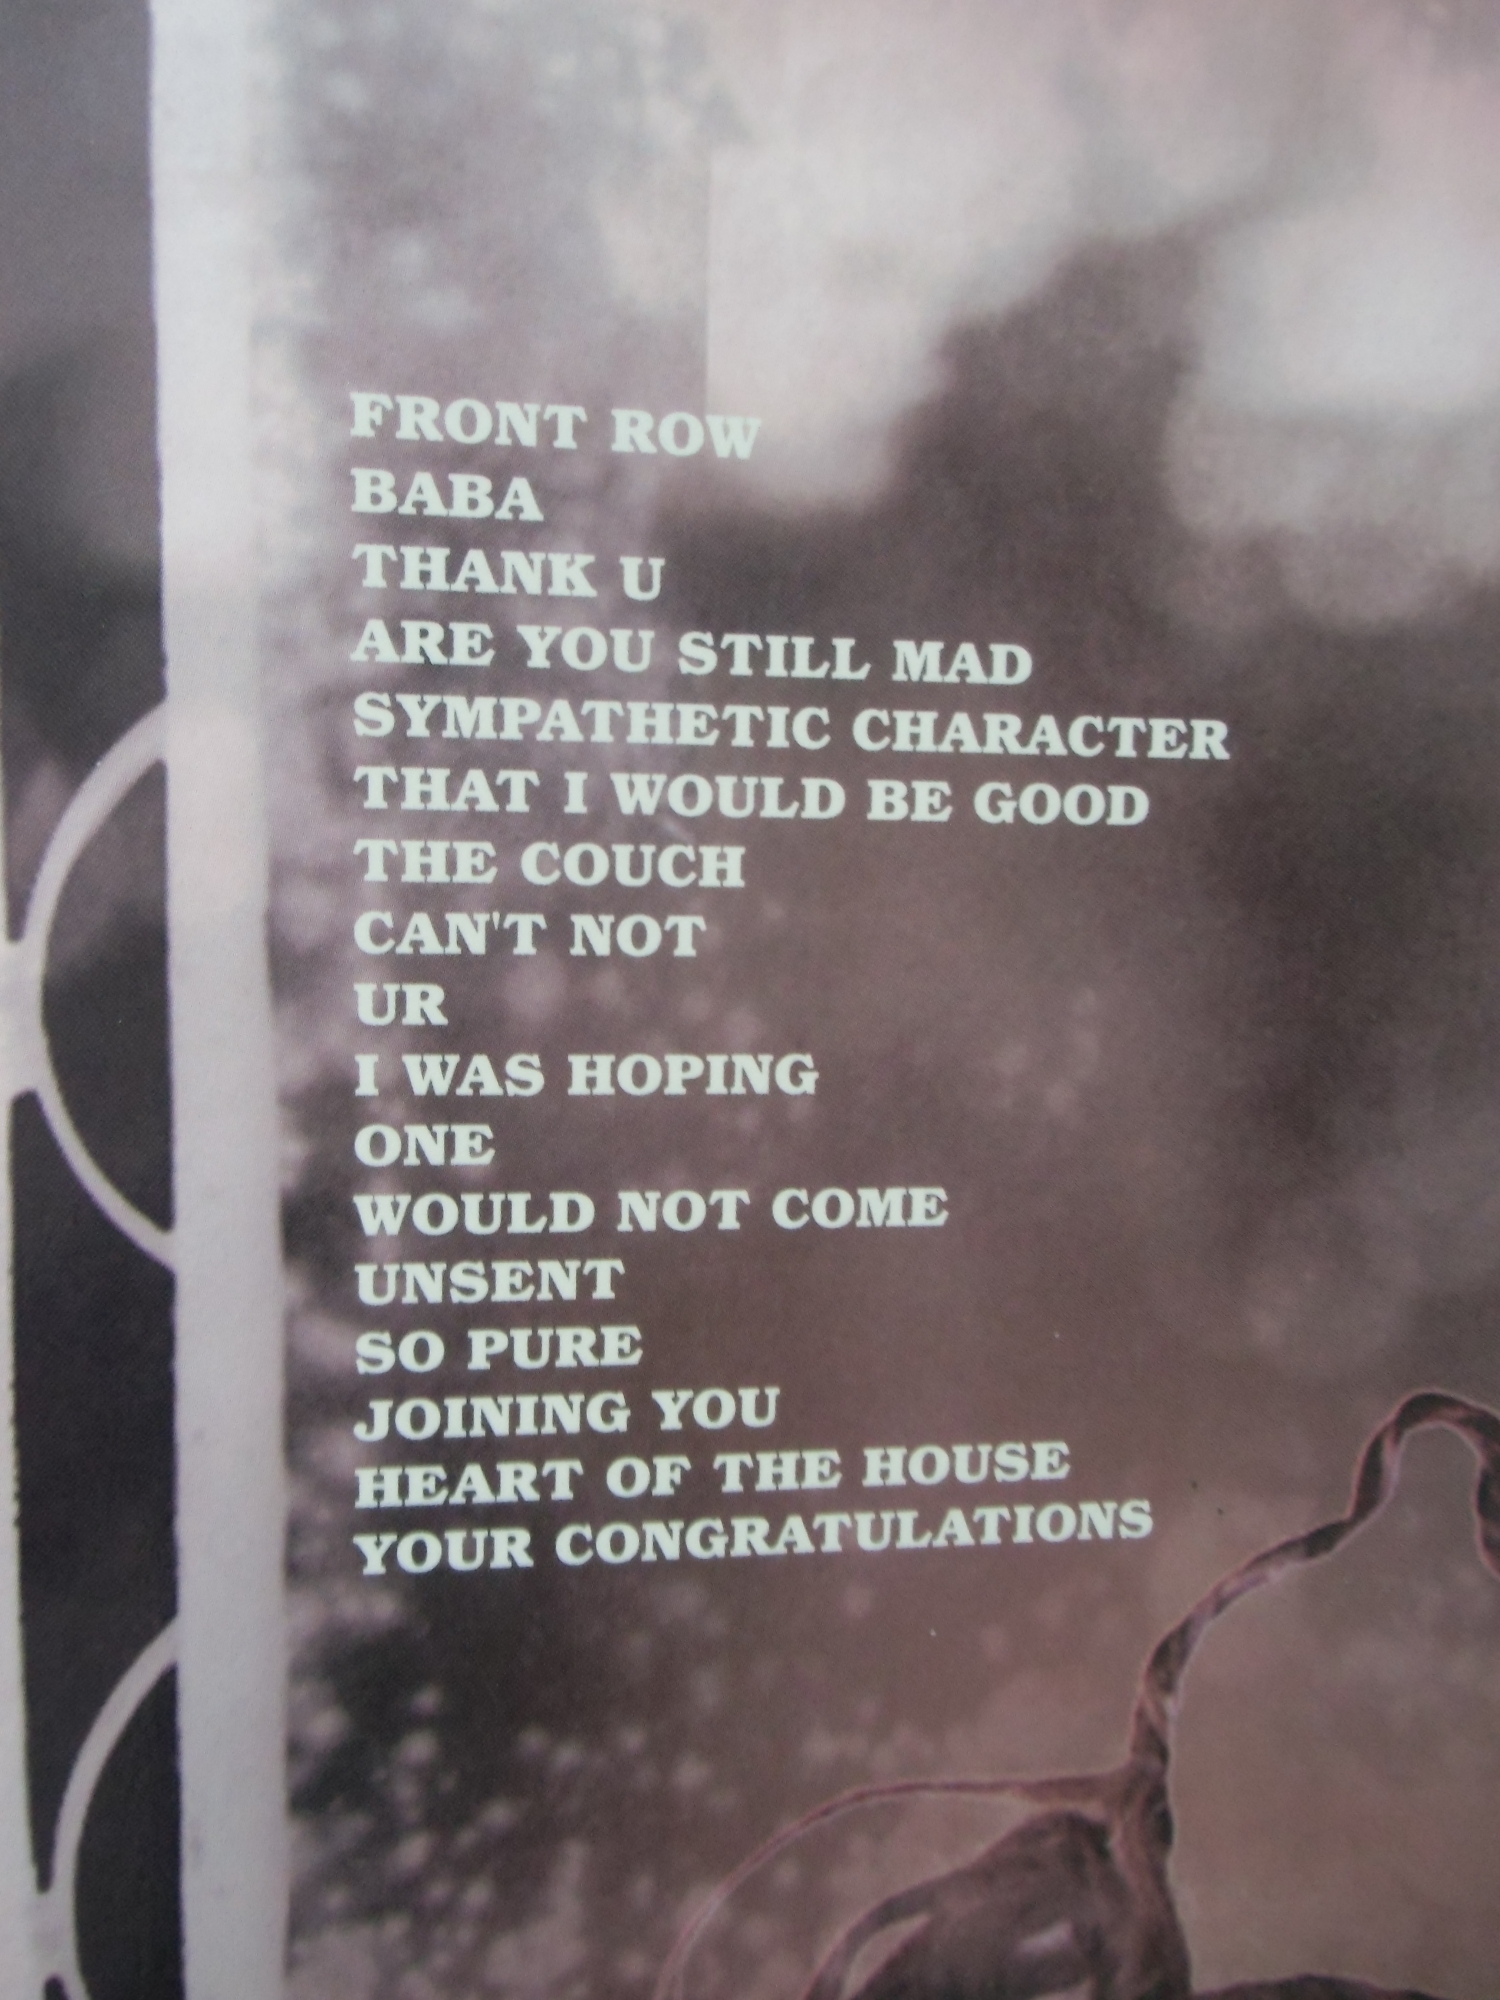 FRONT ROW
BABA
THANK U
ARE YOU STILL MAD
SYMPATHETIC CHARACTER
THAT I WOULD BE GOOD
THE COUCH
CAN'T NOT
UR
I WAS HOPING
ONE
WOULD NOT COME
UNSENT
SO PURE
JOINING YOU
HEART OF THE HOUSE
YOUR CONGRATULATIONS